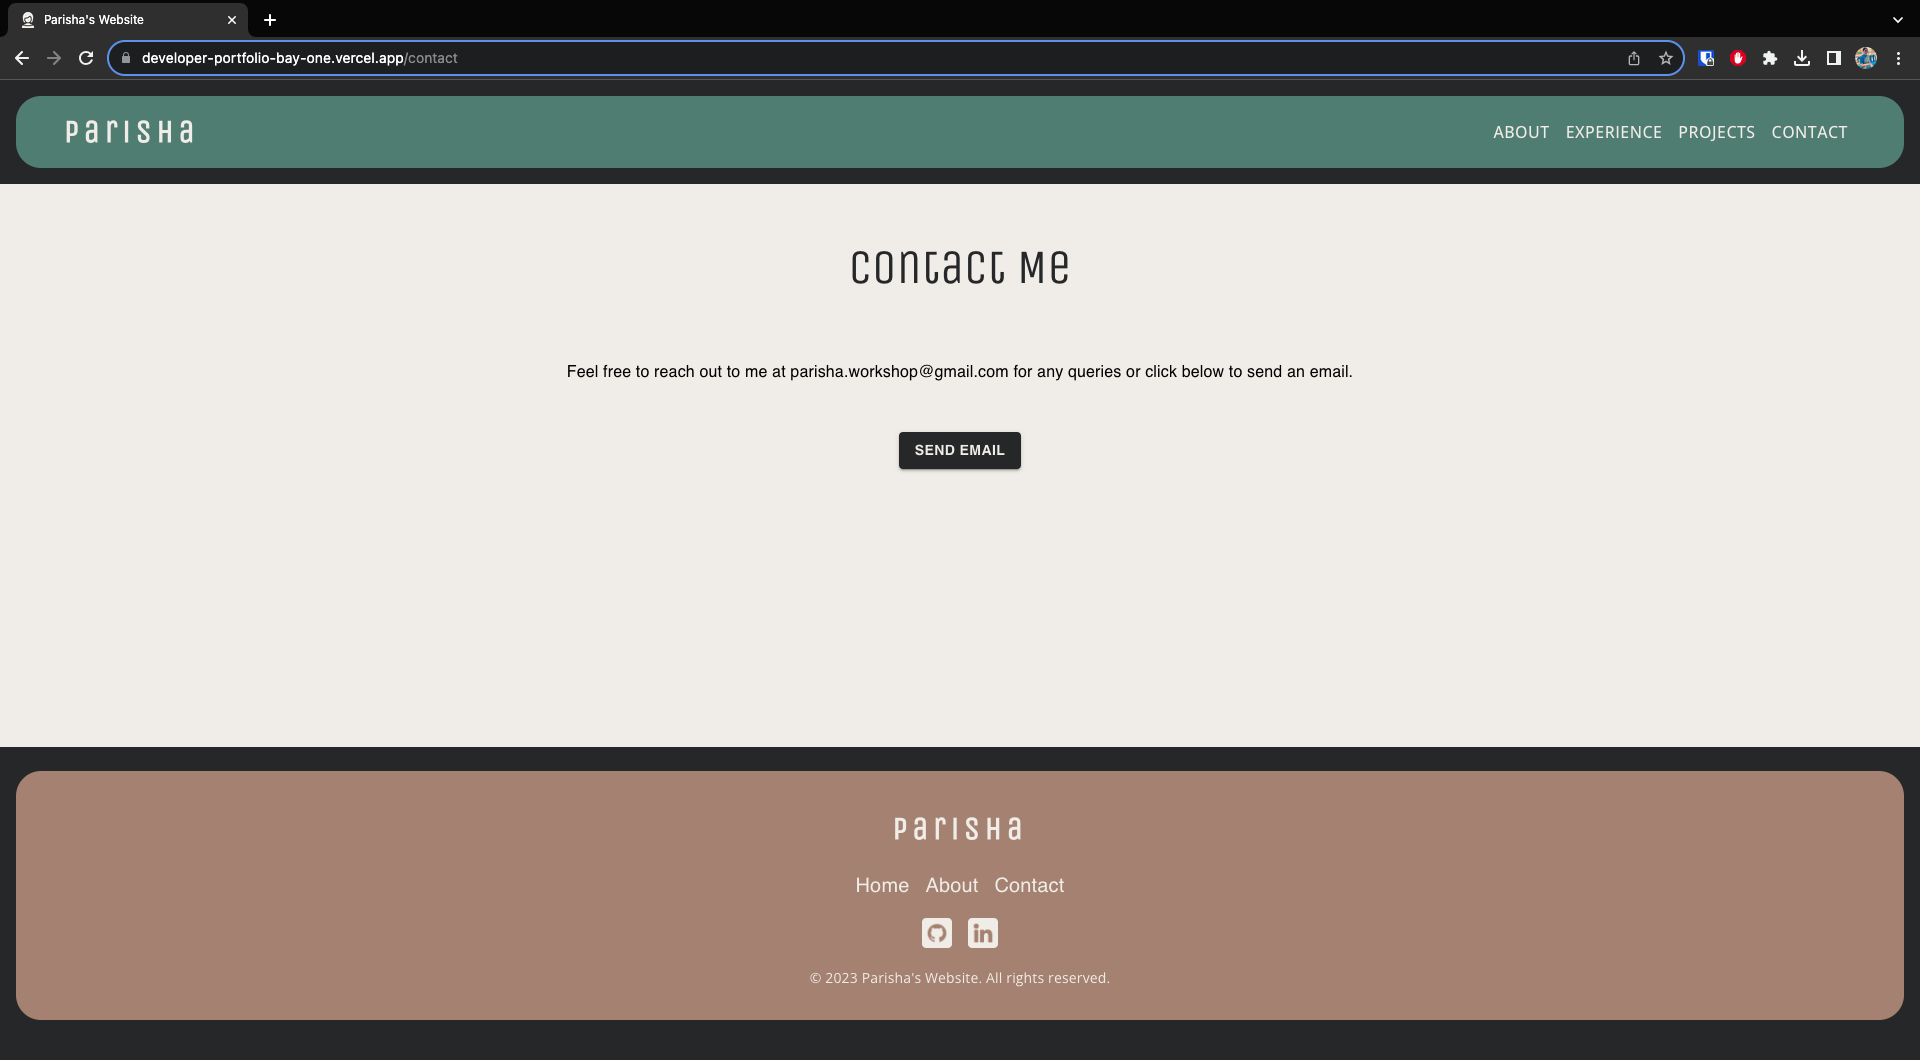 Parisha's Website
developer-portfolio-bay-one.vercel.app/contact
Parisha
ABOUT EXPERIENCE PROJECTS CONTACT
Contact Me
Feel free to reach out to me at parisha.workshop@gmail.com for any queries or click below to send an email.
SEND EMAIL
Parisha
Home About Contact
in
© 2023 Parisha's Website. All rights reserved.